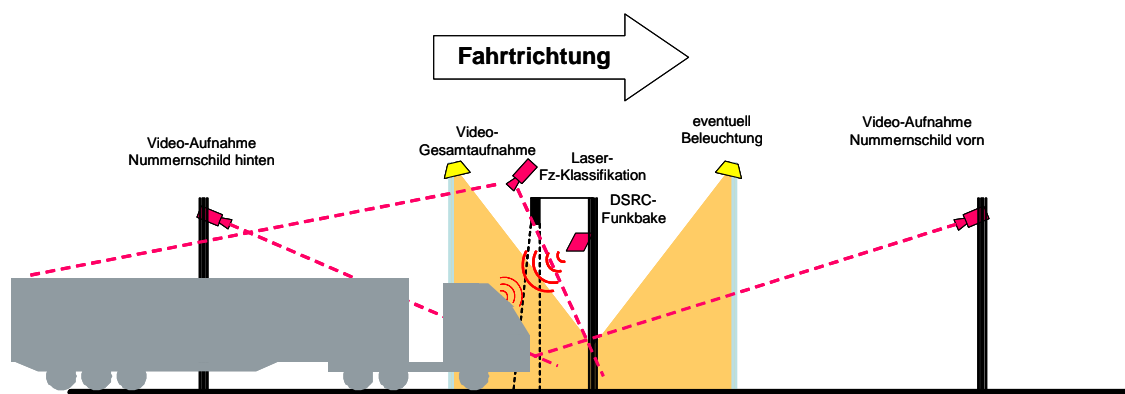 Fahrtrichtung
Video-Aufnahme
Nummernschild hinten
Video-
Gesamtaufnahme
Laser-
Fz-Klassifikation
DSRC-
Funkbake
eventuell
Beleuchtung
Video-Aufnahme
Nummernschild vorn